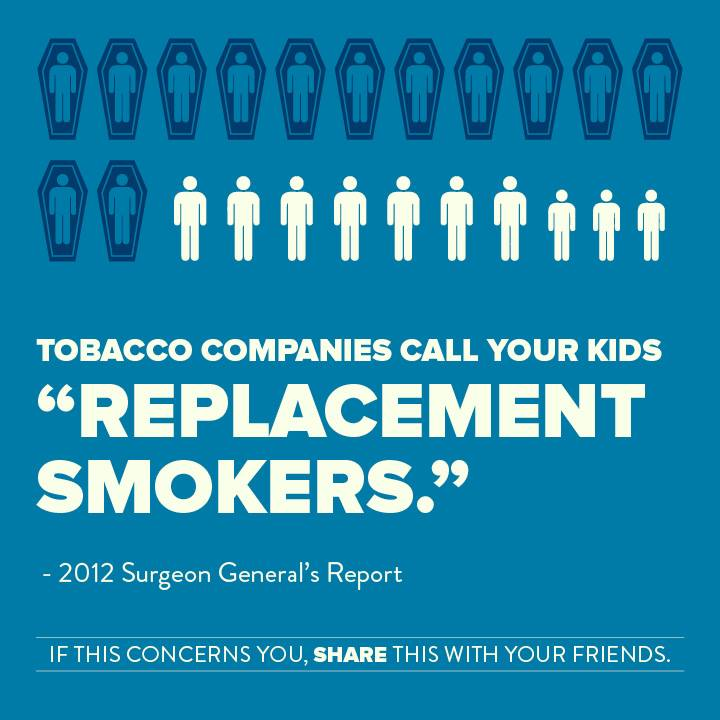 TOBACCO COMPANIES CALL YOUR KIDS
“REPLACEMENT
SMOKERS.”
- 2012 Surgeon General’s Report
IF THIS CONCERNS YOU, SHARE THIS WITH YOUR FRIENDS.